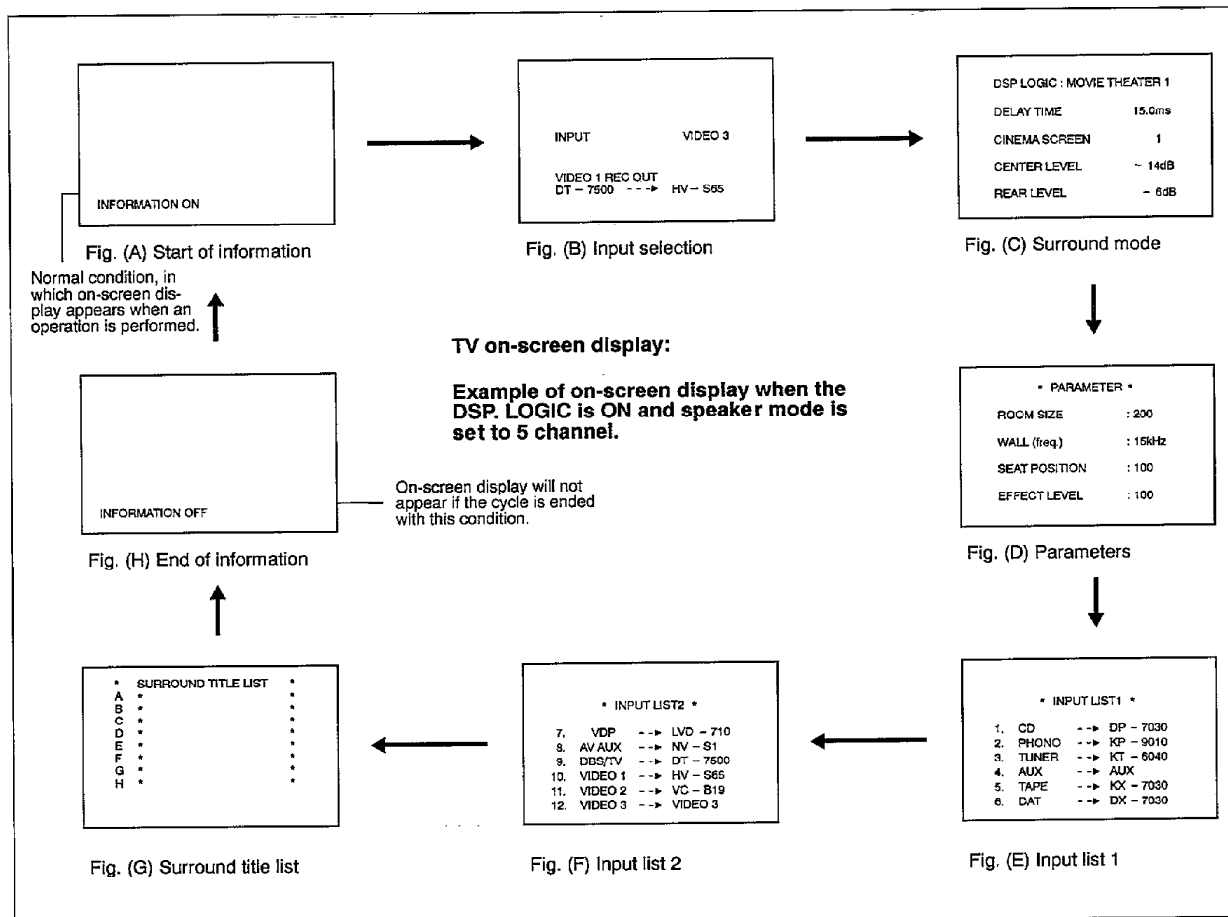 INFORMATION ON
Fig. (A) Start of information
Normal condition, in
which on-screen dis-
play appears when an
operation is performed.
INPUT VIDEO 3
VIDEO 1 REC OUT
DT – 7500 ---► HV – S65
Fig. (B) Input selection
DSP LOGIC : MOVIE THEATER 1
DELAY TIME 15.0ms
CINEMA SCREEN 1
CENTER LEVEL – 14dB
REAR LEVEL – 6dB
Fig. (C) Surround mode
TV on-screen display:
Example of on-screen display when the
DSP. LOGIC is ON and speaker mode is
set to 5 channel.
* PARAMETER *
ROOM SIZE : 200
WALL (freq.) : 15kHz
SEAT POSITION : 100
EFFECT LEVEL : 100
Fig. (D) Parameters
INFORMATION OFF
On-screen display will not
appear if the cycle is ended
with this condition.
Fig. (H) End of information
* SURROUND TITLE LIST *
A * *
B * *
C * *
D * *
E * *
F * *
G * *
H * *
Fig. (G) Surround title list
* INPUT LIST2 *
7. VDP --► LVD – 710
8. AV AUX --► NV – S1
9. DBS/TV --► DT – 7500
10. VIDEO 1 --► HV – S65
11. VIDEO 2 --► VC – B19
12. VIDEO 3 --► VIDEO 3
Fig. (F) Input list 2
* INPUT LIST1 *
1. CD --► DP – 7030
2. PHONO --► KP – 9010
3. TUNER --► KT – 6040
4. AUX --► AUX
5. TAPE --► KX – 7030
6. DAT --► DX – 7030
Fig. (E) Input list 1